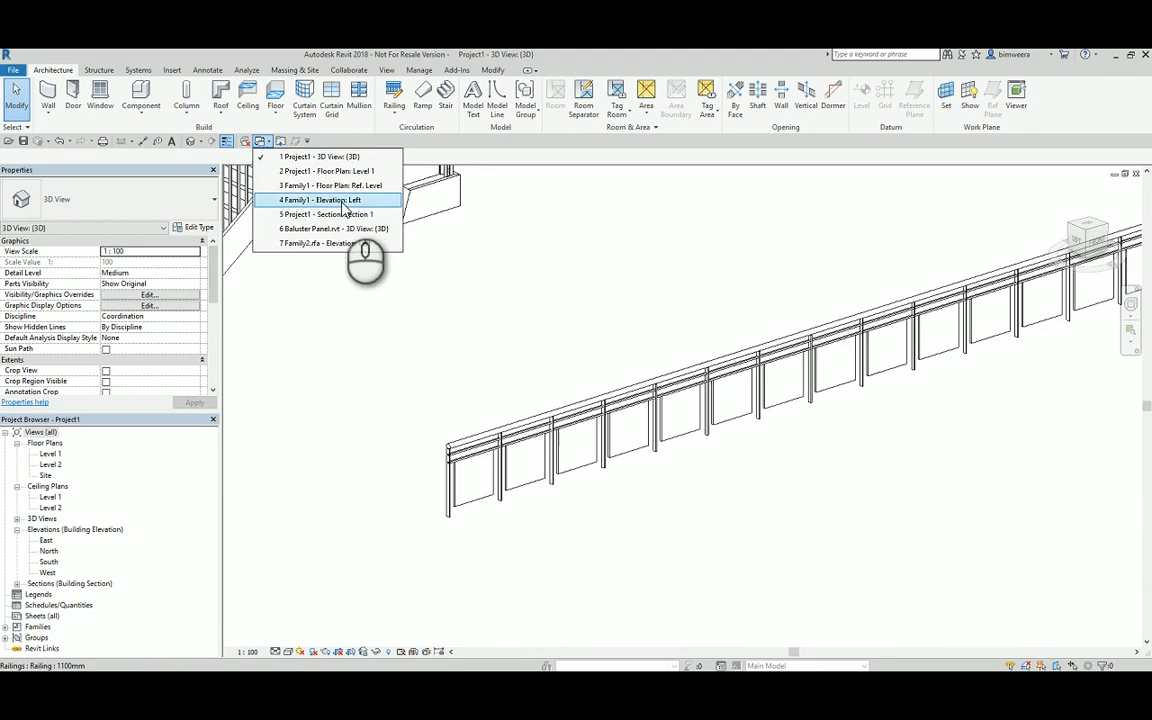 Autodesk Revit 2018 - Not For Resale Version - Project1 - 3D View: {3D}
Type a keyword or phrase
bimweera
File Architecture Structure Systems Insert Annotate Analyze Massing & Site Collaborate View Manage Add-Ins Modify
Modify Wall Door Window Component Column Roof Ceiling Floor Curtain System Curtain Grid Mullion Railing Ramp Stair Model Text Model Line Model Group Room Room Separator Tag Room Area Area Boundary Tag Area By Face Shaft Wall Vertical Dormer Level Grid Reference Plane Set Show Ref Plane Viewer
Select Build Circulation Model Room & Area Opening Datum Work Plane
1 Project1 - 3D View: {3D}
2 Project1 - Floor Plan: Level 1
3 Family1 - Floor Plan: Ref. Level
4 Family1 - Elevation: Left
5 Project1 - Section: Section 1
6 Baluster Panel.rvt - 3D View: {3D}
7 Family2.rfa - Elevation
Properties
3D View
3D View: {3D} Edit Type
Graphics
View Scale 1 : 100
Scale Value 1: 100
Detail Level Medium
Parts Visibility Show Original
Visibility/Graphics Overrides Edit...
Graphic Display Options Edit...
Discipline Coordination
Show Hidden Lines By Discipline
Default Analysis Display Style None
Sun Path
Extents
Crop View
Crop Region Visible
Annotation Crop
Properties help Apply
Project Browser - Project1
Views (all)
Floor Plans
Level 1
Level 2
Site
Ceiling Plans
Level 1
Level 2
3D Views
Elevations (Building Elevation)
East
North
South
West
Sections (Building Section)
Legends
Schedules/Quantities
Sheets (all)
Families
Groups
Revit Links
1 : 100
Railings : Railing : 1100mm
:0
Main Model
:0